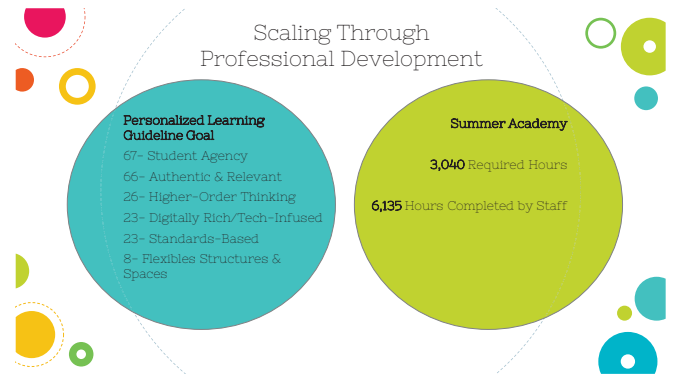 Scaling Through
Professional Development
Personalized Learning
Guideline Goal
67- Student Agency
66- Authentic & Relevant
26- Higher-Order Thinking
23- Digitally Rich/Tech-Infused
23- Standards-Based
8- Flexibles Structures &
Spaces
Summer Academy
3,040 Required Hours
6,135 Hours Completed by Staff